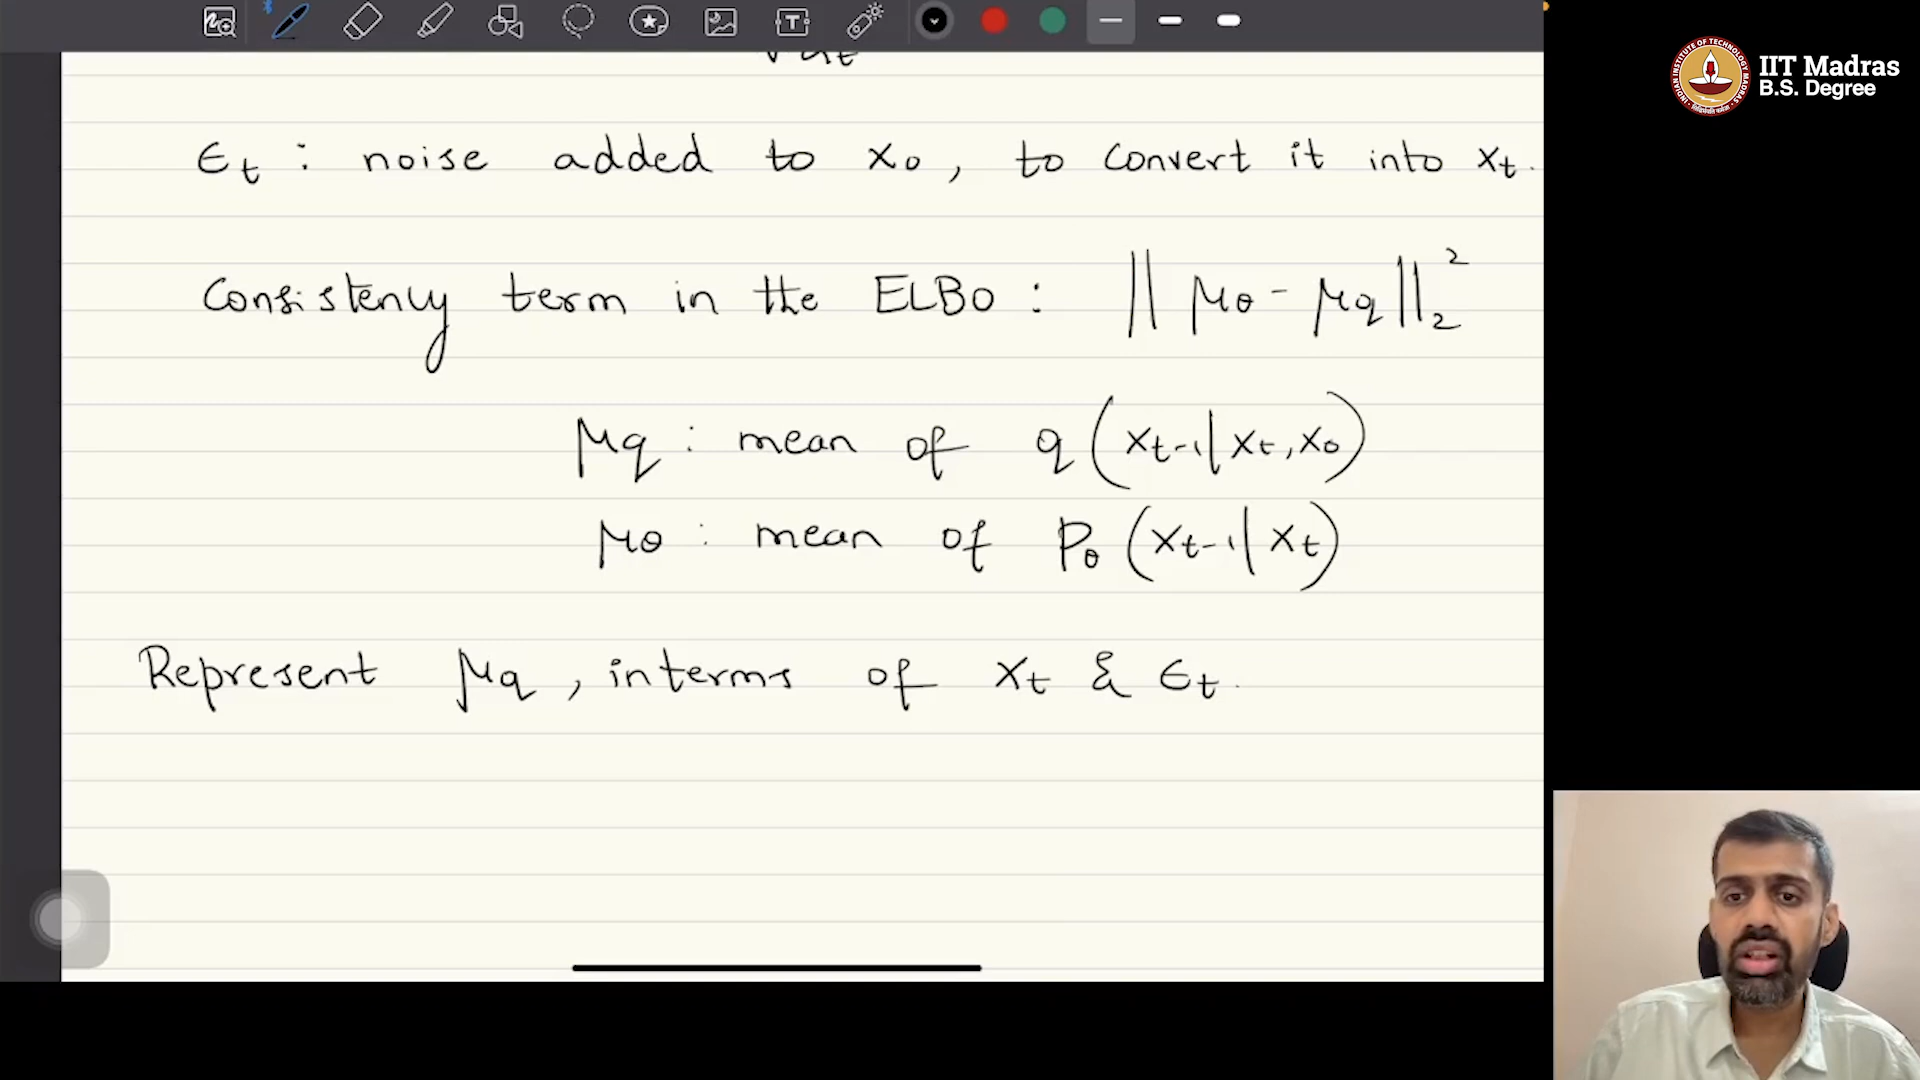 ϵt : noise added to x0, to convert it into xt.
Consistency term in the ELBO : || μθ - μq ||₂²
μq : mean of q(xt-1|xt,x0)
μθ : mean of pθ(xt-1|xt)
Represent μq, interms of xt & ϵt.
IIT Madras
B.S. Degree